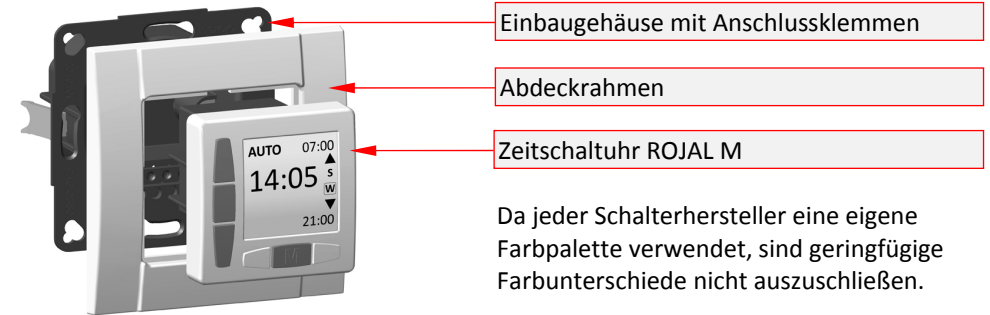 Einbaugehäuse mit Anschlussklemmen
Abdeckrahmen
Zeitschaltuhr ROJAL M
AUTO 07:00
14:05 S
W
21:00
M
Da jeder Schalterhersteller eine eigene
Farbpalette verwendet, sind geringfügige
Farbunterschiede nicht auszuschließen.